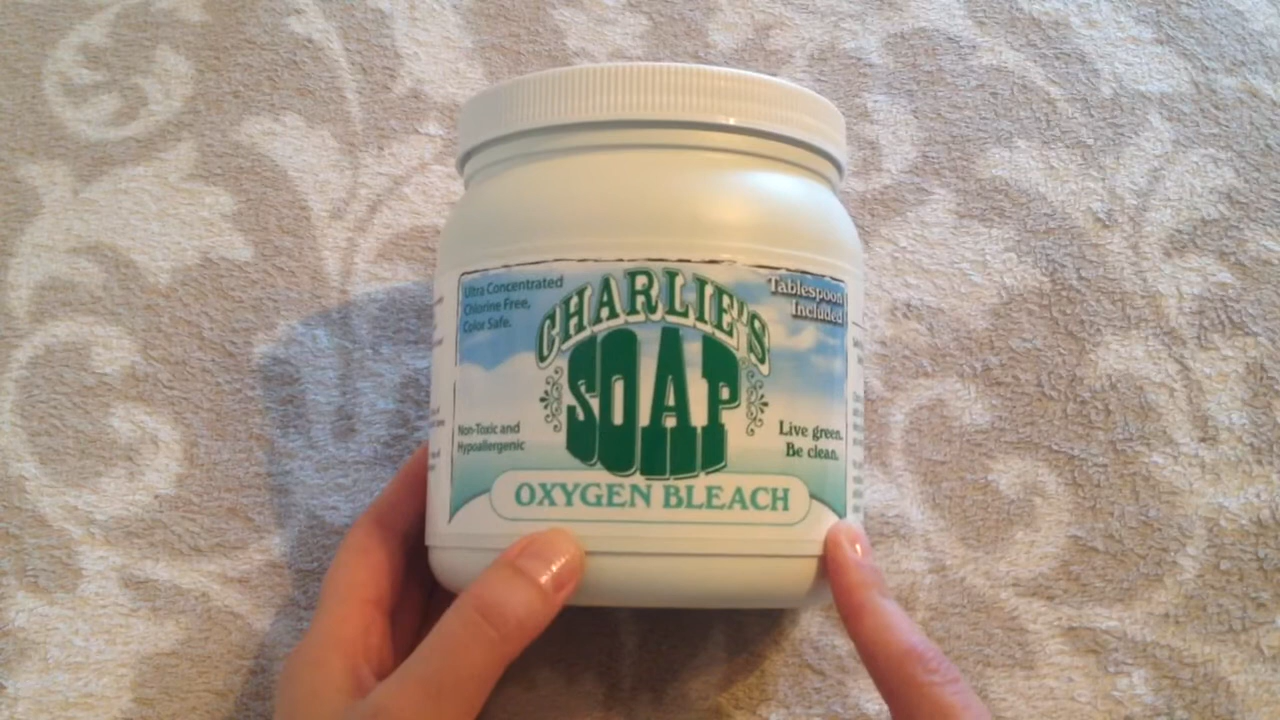 Ultra Concentrated
Chlorine Free,
Color Safe.
Tablespoon
Included
CHARLIE'S
SOAP
Non-Toxic and
Hypoallergenic
Live green.
Be clean.
OXYGEN BLEACH